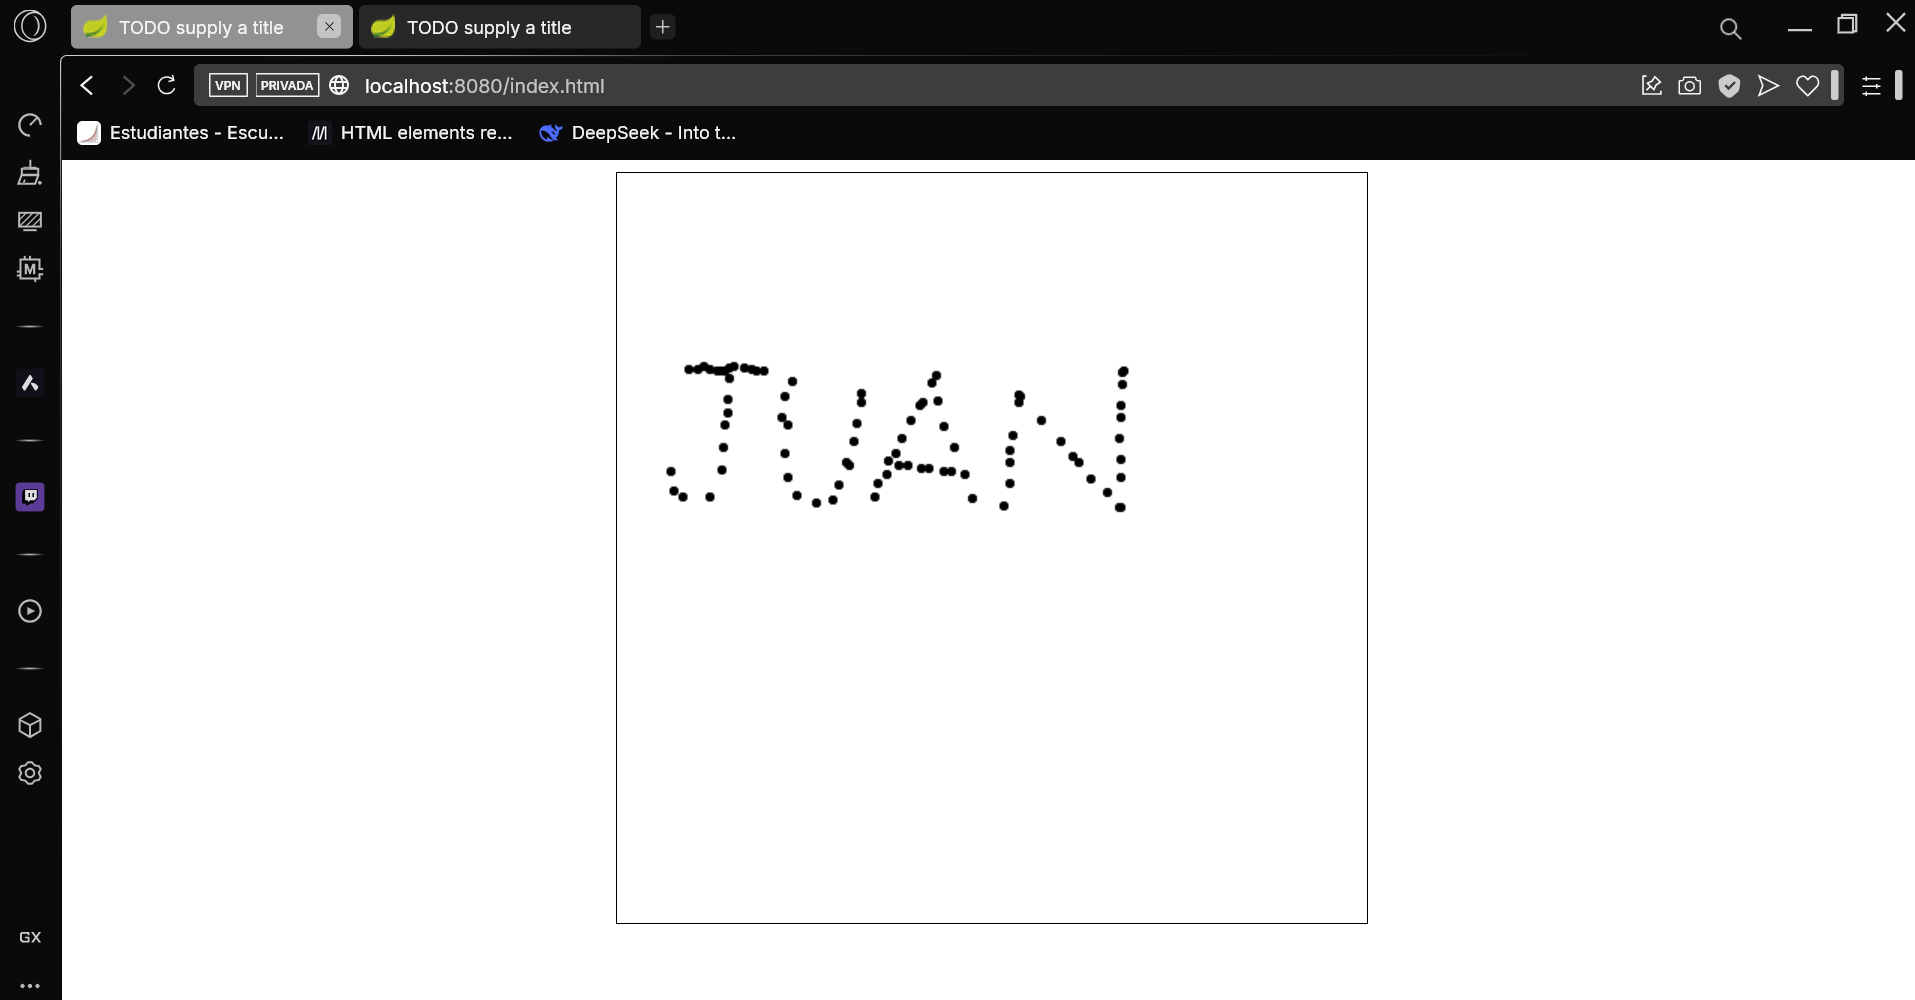 TODO supply a title TODO supply a title
VPN PRIVADA localhost:8080/index.html
Estudiantes - Escu... HTML elements re... DeepSeek - Into t...
M
JUAN
GX